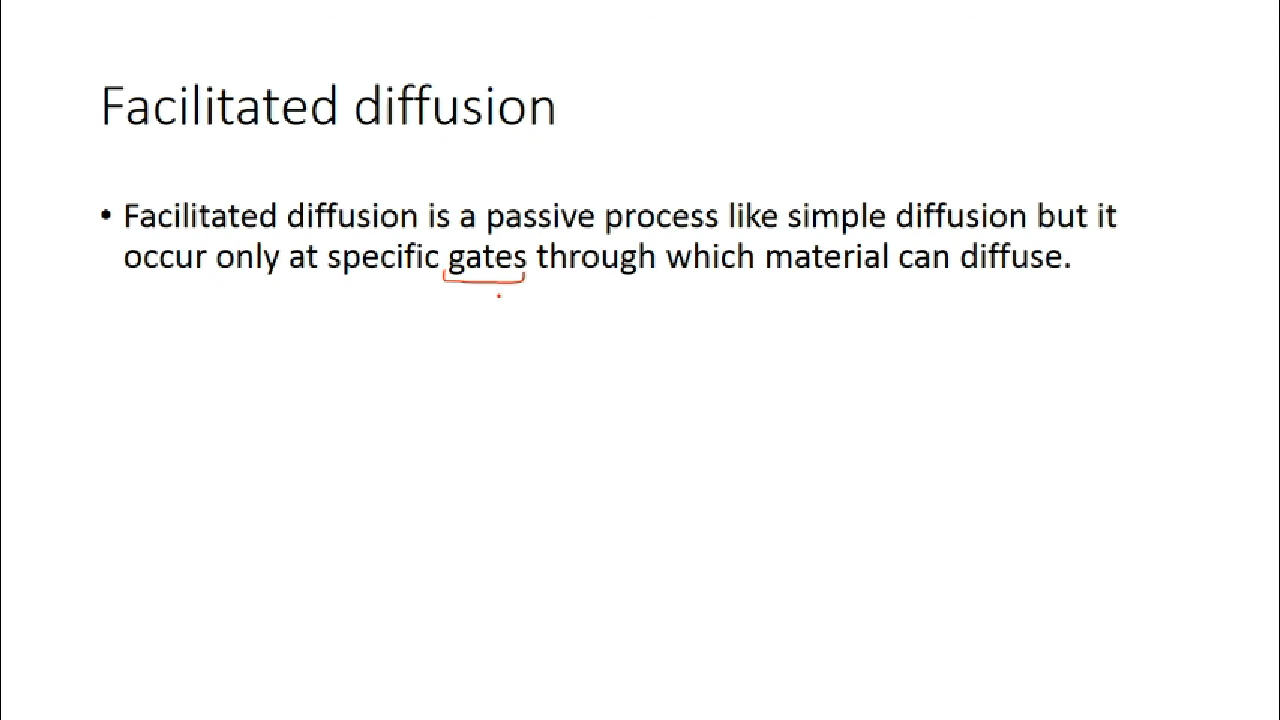 Facilitated diffusion
• Facilitated diffusion is a passive process like simple diffusion but it
occur only at specific gates through which material can diffuse.